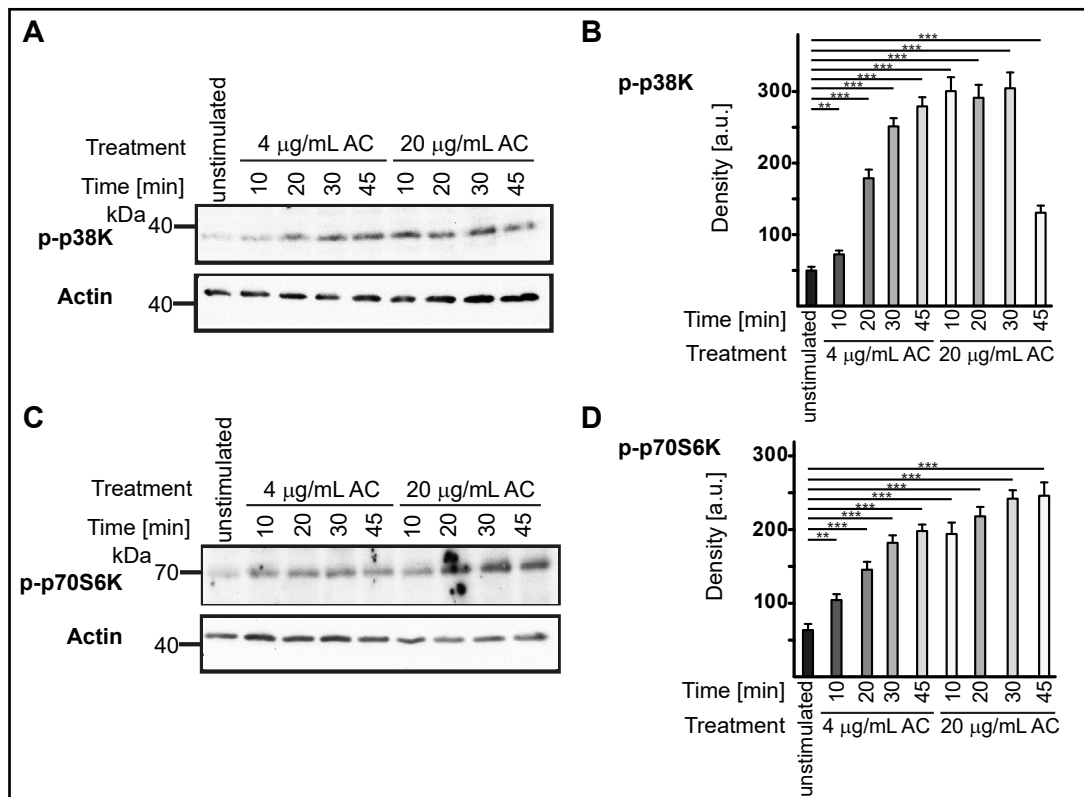 A
unstimulated
Treatment 4 μg/mL AC 20 μg/mL AC
Time [min] 10 20 30 45 10 20 30 45
kDa
p-p38K 40
Actin 40
B
p-p38K
Density [a.u.]
300
200
100
***
***
***
***
***
***
***
**
Time [min] 10 20 30 45 10 20 30 45
unstimulated
Treatment 4 μg/mL AC 20 μg/mL AC
C
unstimulated
Treatment 4 μg/mL AC 20 μg/mL AC
Time [min] 10 20 30 45 10 20 30 45
kDa
p-p70S6K 70
Actin 40
D
p-p70S6K
Density [a.u.]
300
200
100
***
***
***
***
***
***
***
**
Time [min] 10 20 30 45 10 20 30 45
unstimulated
Treatment 4 μg/mL AC 20 μg/mL AC